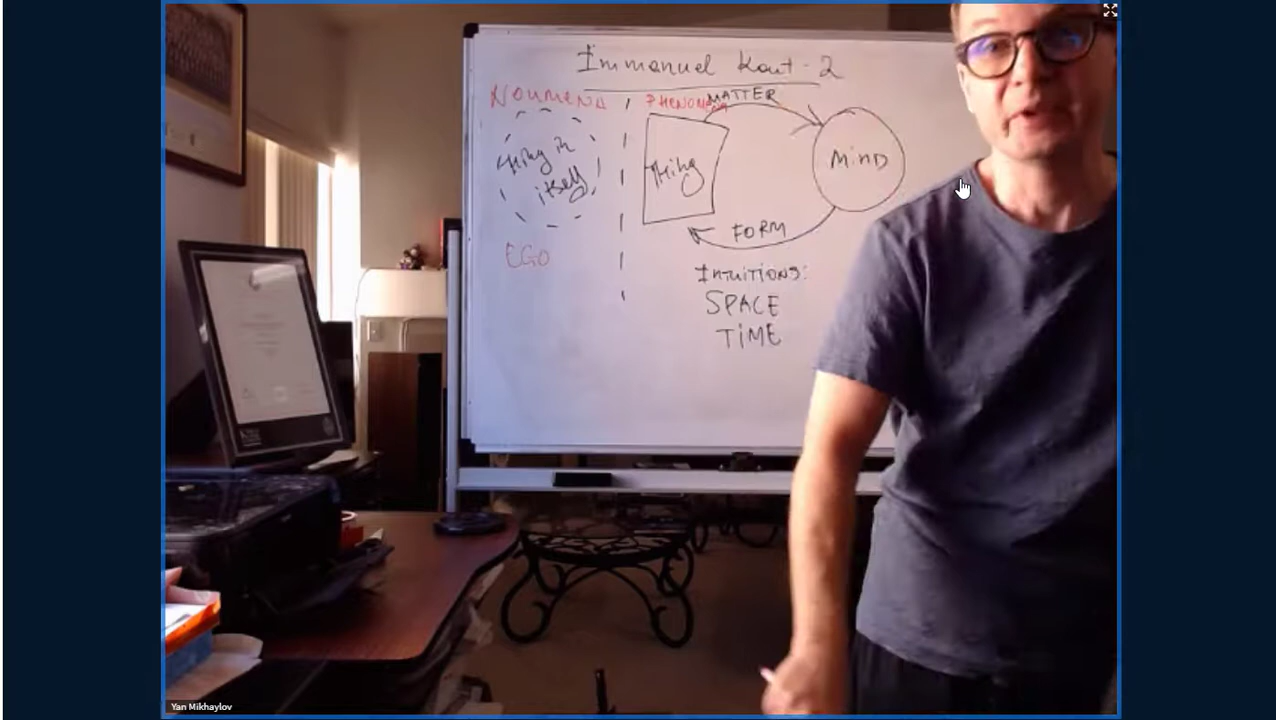 Immanuel Kant - 2
NOUMENA
PHENOMENA
MATTER
thing in
itself
thing
MIND
FORM
EGO
INTUITIONS:
SPACE
TIME
Yan Mikhaylov